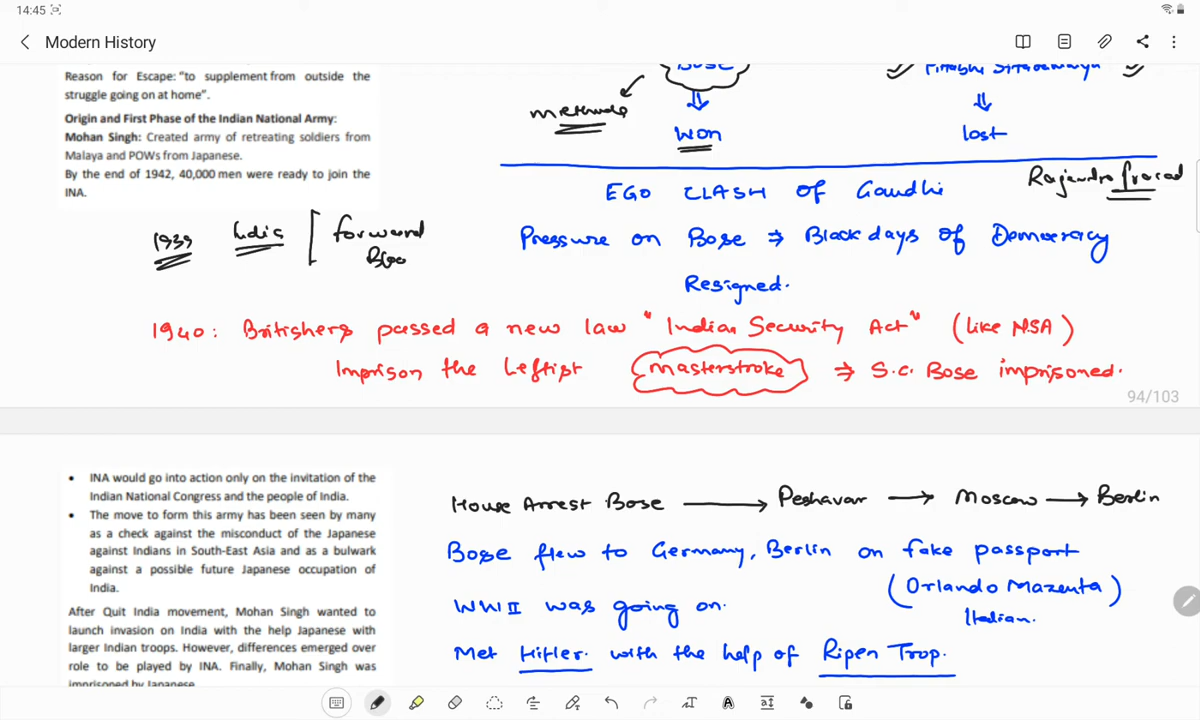 14:45
Modern History
Reason for Escape: "to supplement from outside the
struggle going on at home".
Origin and First Phase of the Indian National Army:
Mohan Singh: Created army of retreating soldiers from
Malaya and POWs from Japanese.
By the end of 1942, 40,000 men were ready to join the
INA.
methods
Won
lost
EGO CLASH of Gandhi
Rajendra Prasad
1939 India forward
Bloc
Pressure on Bose ⇒ Black days of Democracy
Resigned.
1940: Britishers passed a new law "Indian Security Act" (like NSA)
Imprison the Leftist masterstroke ⇒ S.C. Bose imprisoned.
94/103
• INA would go into action only on the invitation of the
Indian National Congress and the people of India.
• The move to form this army has been seen by many
as a check against the misconduct of the Japanese
against Indians in South-East Asia and as a bulwark
against a possible future Japanese occupation of
India.
After Quit India movement, Mohan Singh wanted to
launch invasion on India with the help Japanese with
larger Indian troops. However, differences emerged over
role to be played by INA. Finally, Mohan Singh was
imprisoned by Japanese
House Arrest Bose → Peshavar → Moscow → Berlin
Bose flew to Germany, Berlin on fake passport
(Orlando Mazenta)
Italian.
WW II was going on.
Met Hitler with the help of Ripen Trop.